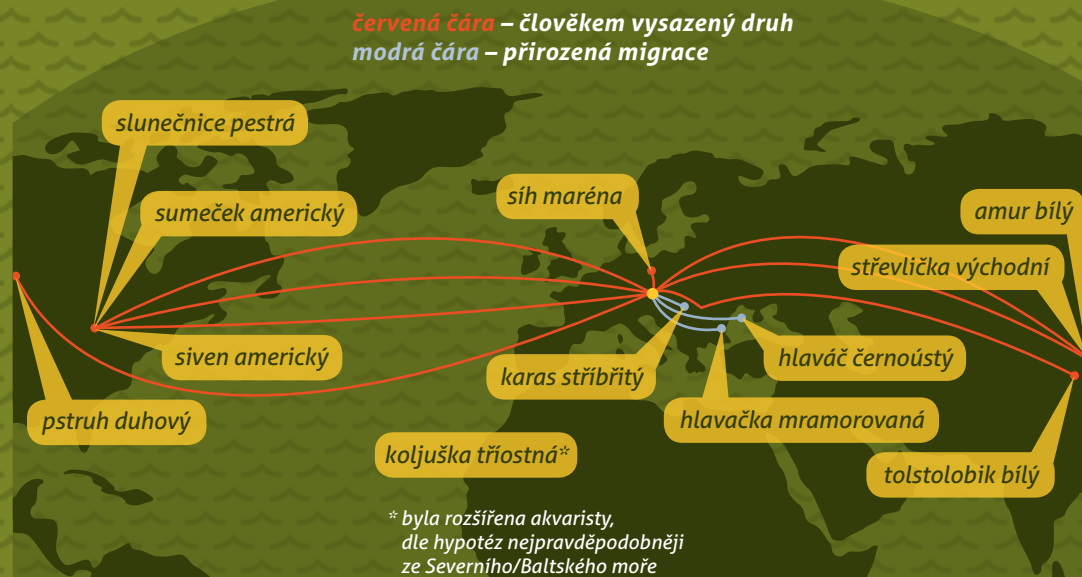 červená čára – člověkem vysazený druh
modrá čára – přirozená migrace
slunečnice pestrá
sumeček americký
síh maréna
amur bílý
střevlička východní
siven americký
karas stříbřitý
hlaváč černoústý
pstruh duhový
hlavačka mramorovaná
koljuška tříostná*
tolstolobik bílý
* byla rozšířena akvaristy,
dle hypotéz nejpravděpodobněji
ze Severního/Baltského moře